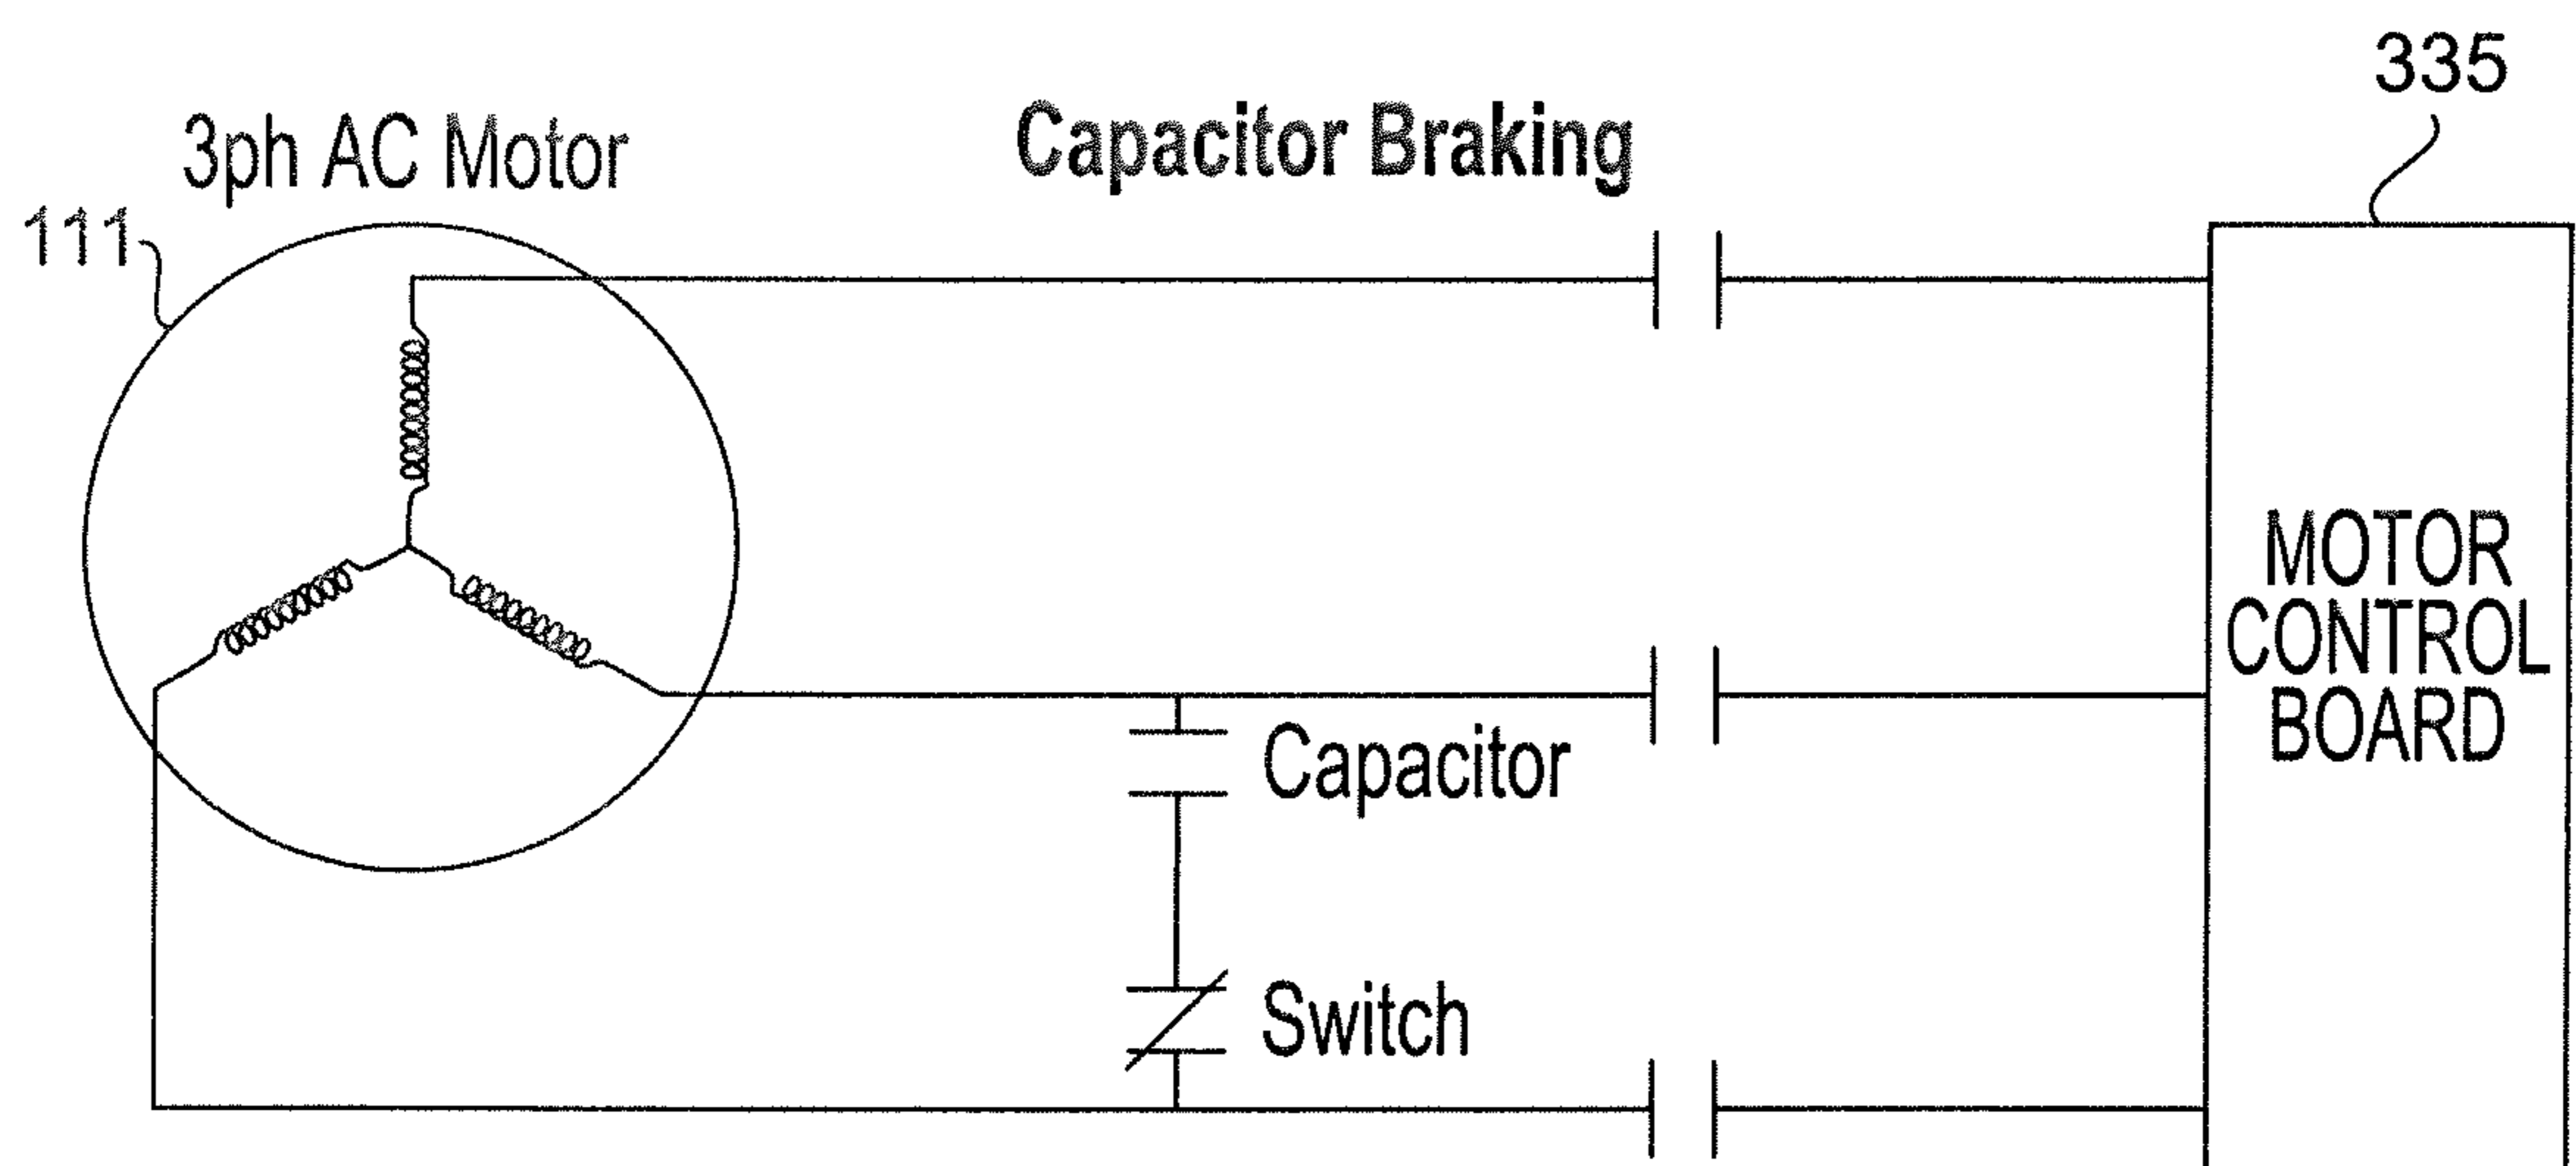 335
3ph AC Motor
Capacitor Braking
111
MOTOR
CONTROL
BOARD
Capacitor
Switch